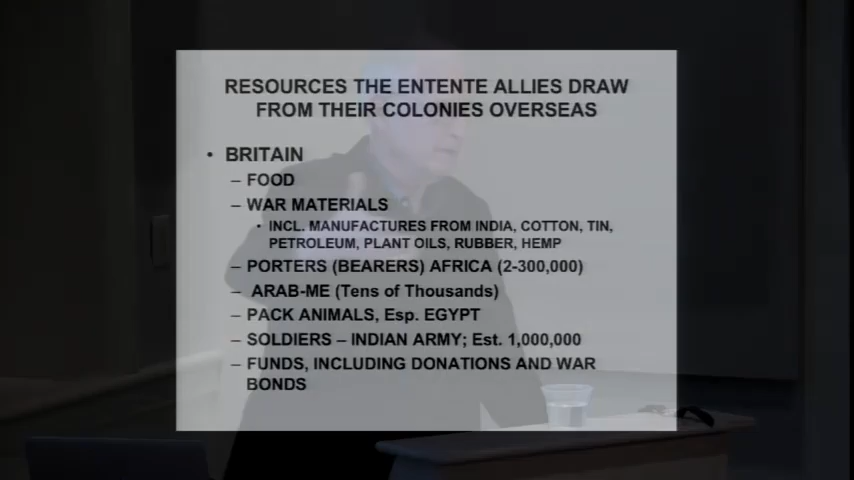 RESOURCES THE ENTENTE ALLIES DRAW
FROM THEIR COLONIES OVERSEAS
• BRITAIN
– FOOD
– WAR MATERIALS
• INCL. MANUFACTURES FROM INDIA, COTTON, TIN,
PETROLEUM, PLANT OILS, RUBBER, HEMP
– PORTERS (BEARERS) AFRICA (2-300,000)
– ARAB-ME (Tens of Thousands)
– PACK ANIMALS, Esp. EGYPT
– SOLDIERS – INDIAN ARMY; Est. 1,000,000
– FUNDS, INCLUDING DONATIONS AND WAR
BONDS